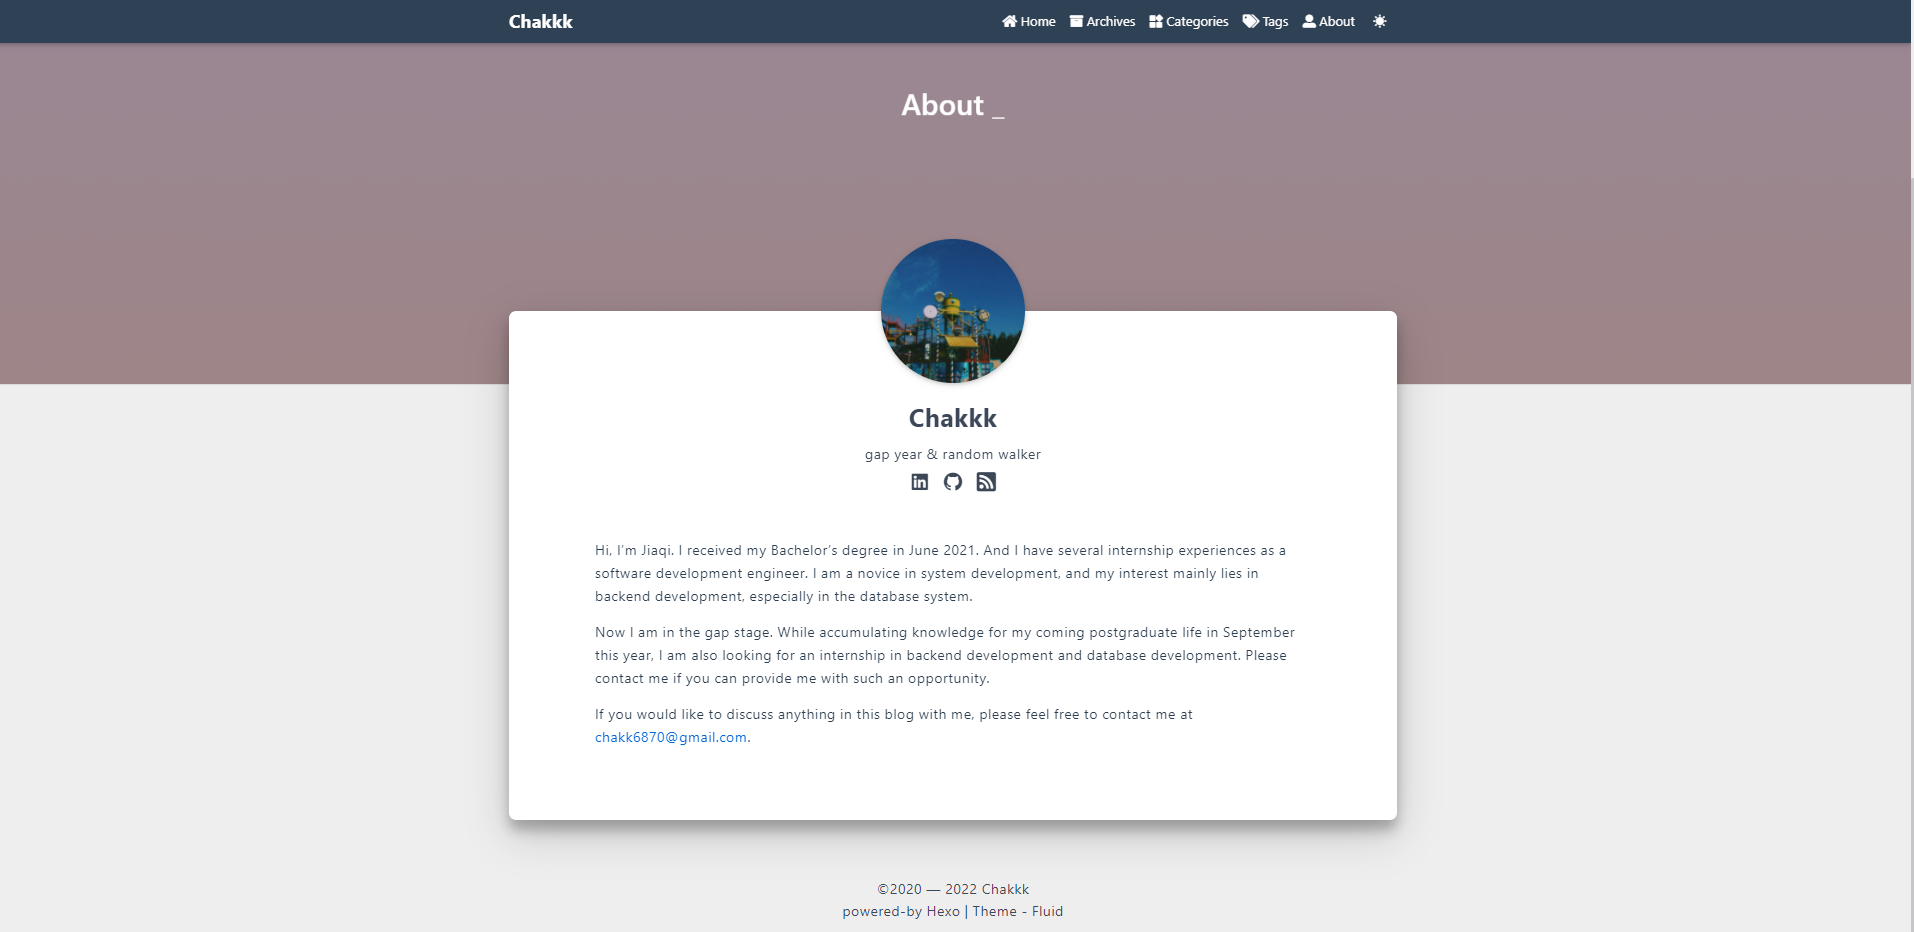 Chakkk
Home Archives Categories Tags About
About _
Chakkk
gap year & random walker
Hi, I’m Jiaqi. I received my Bachelor’s degree in June 2021. And I have several internship experiences as a
software development engineer. I am a novice in system development, and my interest mainly lies in
backend development, especially in the database system.
Now I am in the gap stage. While accumulating knowledge for my coming postgraduate life in September
this year, I am also looking for an internship in backend development and database development. Please
contact me if you can provide me with such an opportunity.
If you would like to discuss anything in this blog with me, please feel free to contact me at
chakk6870@gmail.com.
©2020 — 2022 Chakkk
powered-by Hexo | Theme - Fluid